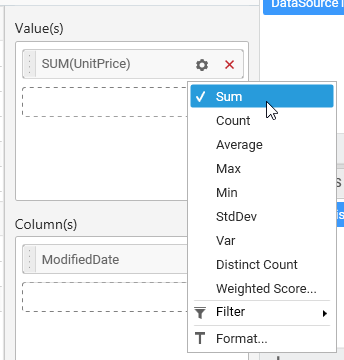 DataSource
Value(s)
SUM(UnitPrice)
Sum
Count
Average
Max
Min
StdDev
Var
Distinct Count
Weighted Score...
Filter
Format...
Column(s)
ModifiedDate